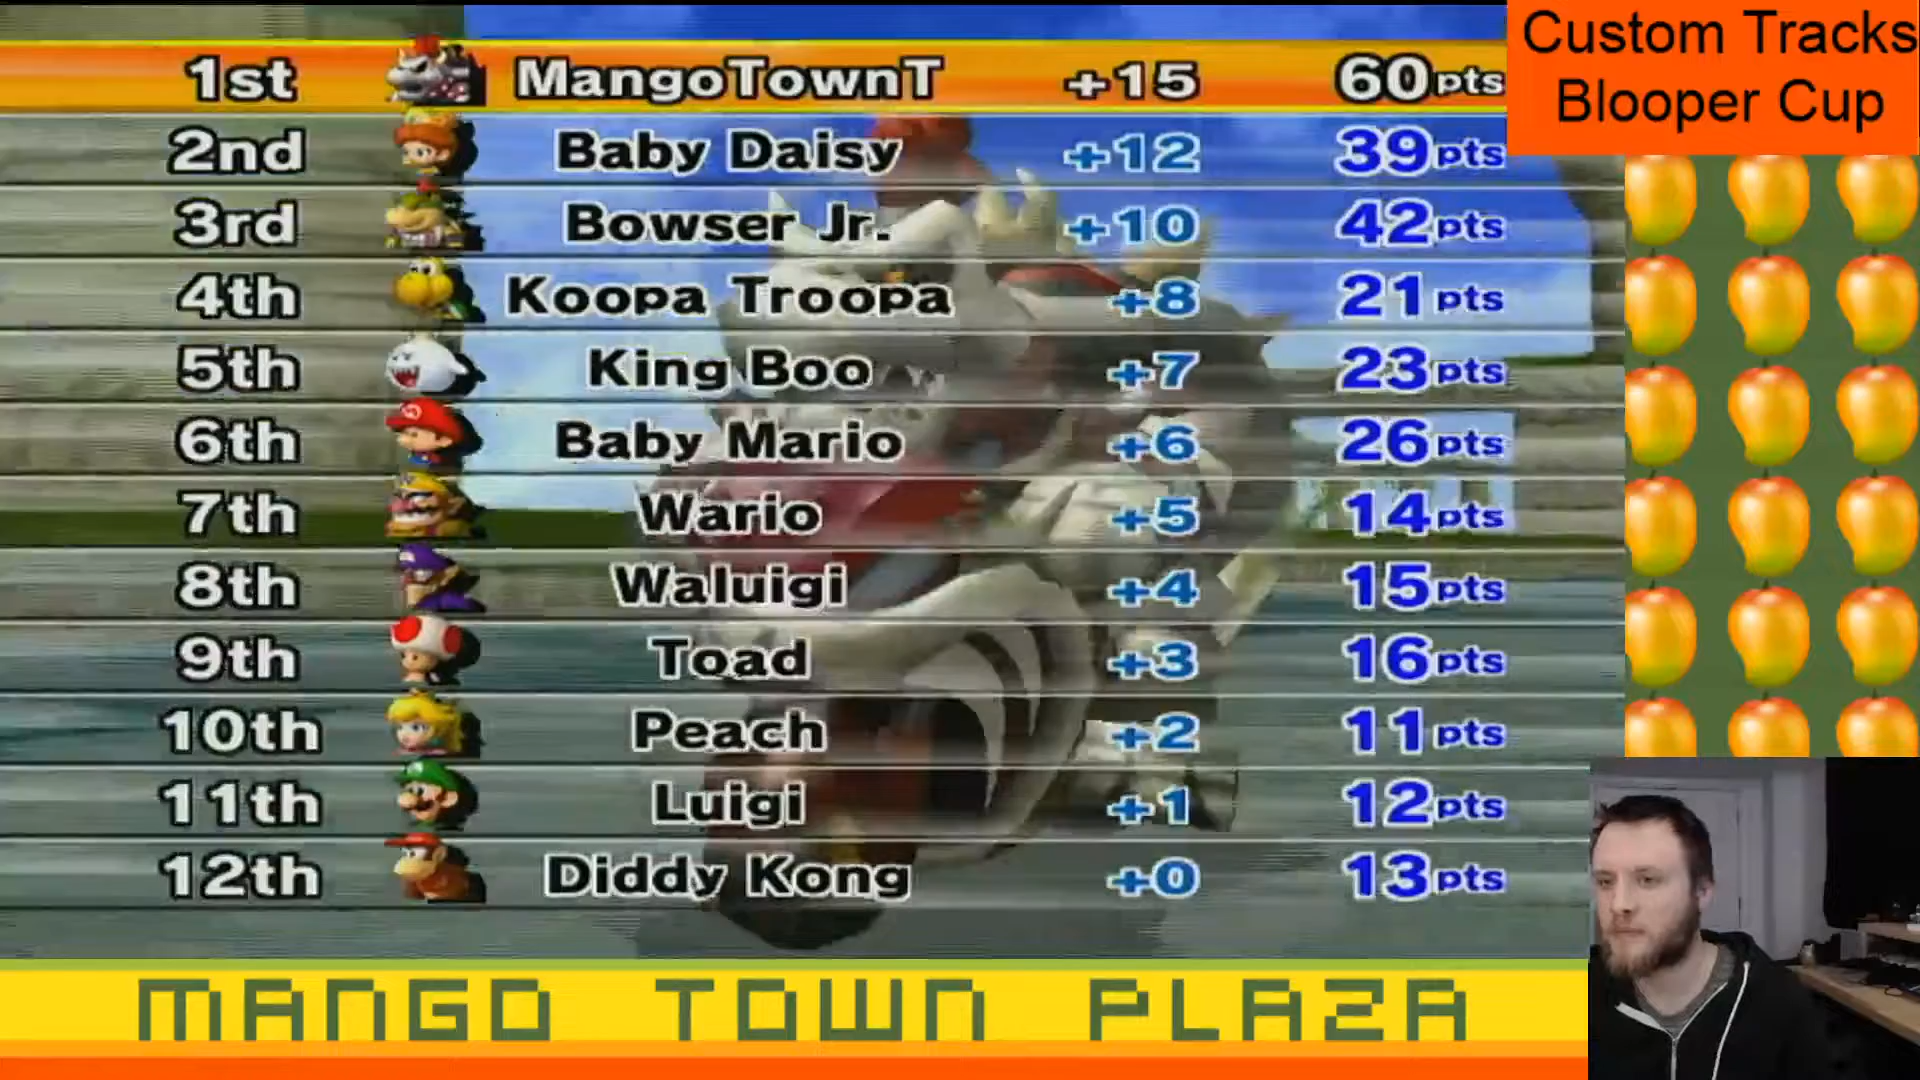 Custom Tracks
Blooper Cup
1st MangoTownT +15 60pts
2nd Baby Daisy +12 39pts
3rd Bowser Jr. +10 42pts
4th Koopa Troopa +8 21pts
5th King Boo +7 23pts
6th Baby Mario +6 26pts
7th Wario +5 14pts
8th Waluigi +4 15pts
9th Toad +3 16pts
10th Peach +2 11pts
11th Luigi +1 12pts
12th Diddy Kong +0 13pts
MANGO TOWN PLAZA